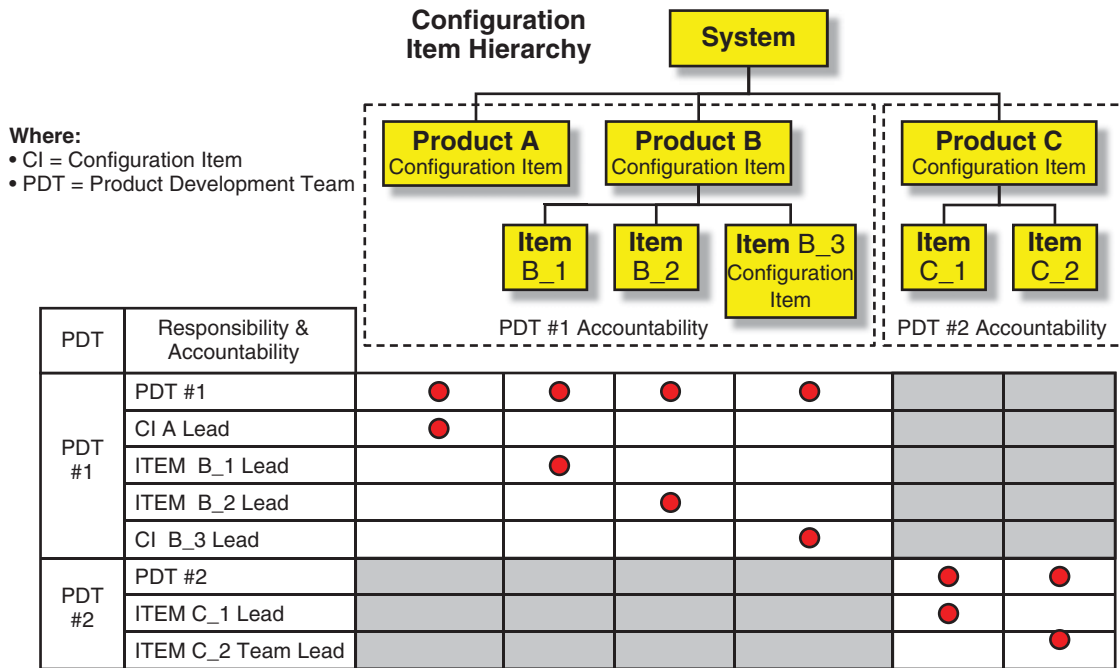 Configuration
Item Hierarchy
System
Where:
• CI = Configuration Item
• PDT = Product Development Team
Product A
Configuration Item
Product B
Configuration Item
Product C
Configuration Item
Item
B_1
Item
B_2
Item B_3
Configuration
Item
Item
C_1
Item
C_2
PDT #1 Accountability
PDT #2 Accountability
PDT
Responsibility &
Accountability
PDT
#1
PDT #1
CI A Lead
ITEM B_1 Lead
ITEM B_2 Lead
CI B_3 Lead
PDT
#2
PDT #2
ITEM C_1 Lead
ITEM C_2 Team Lead